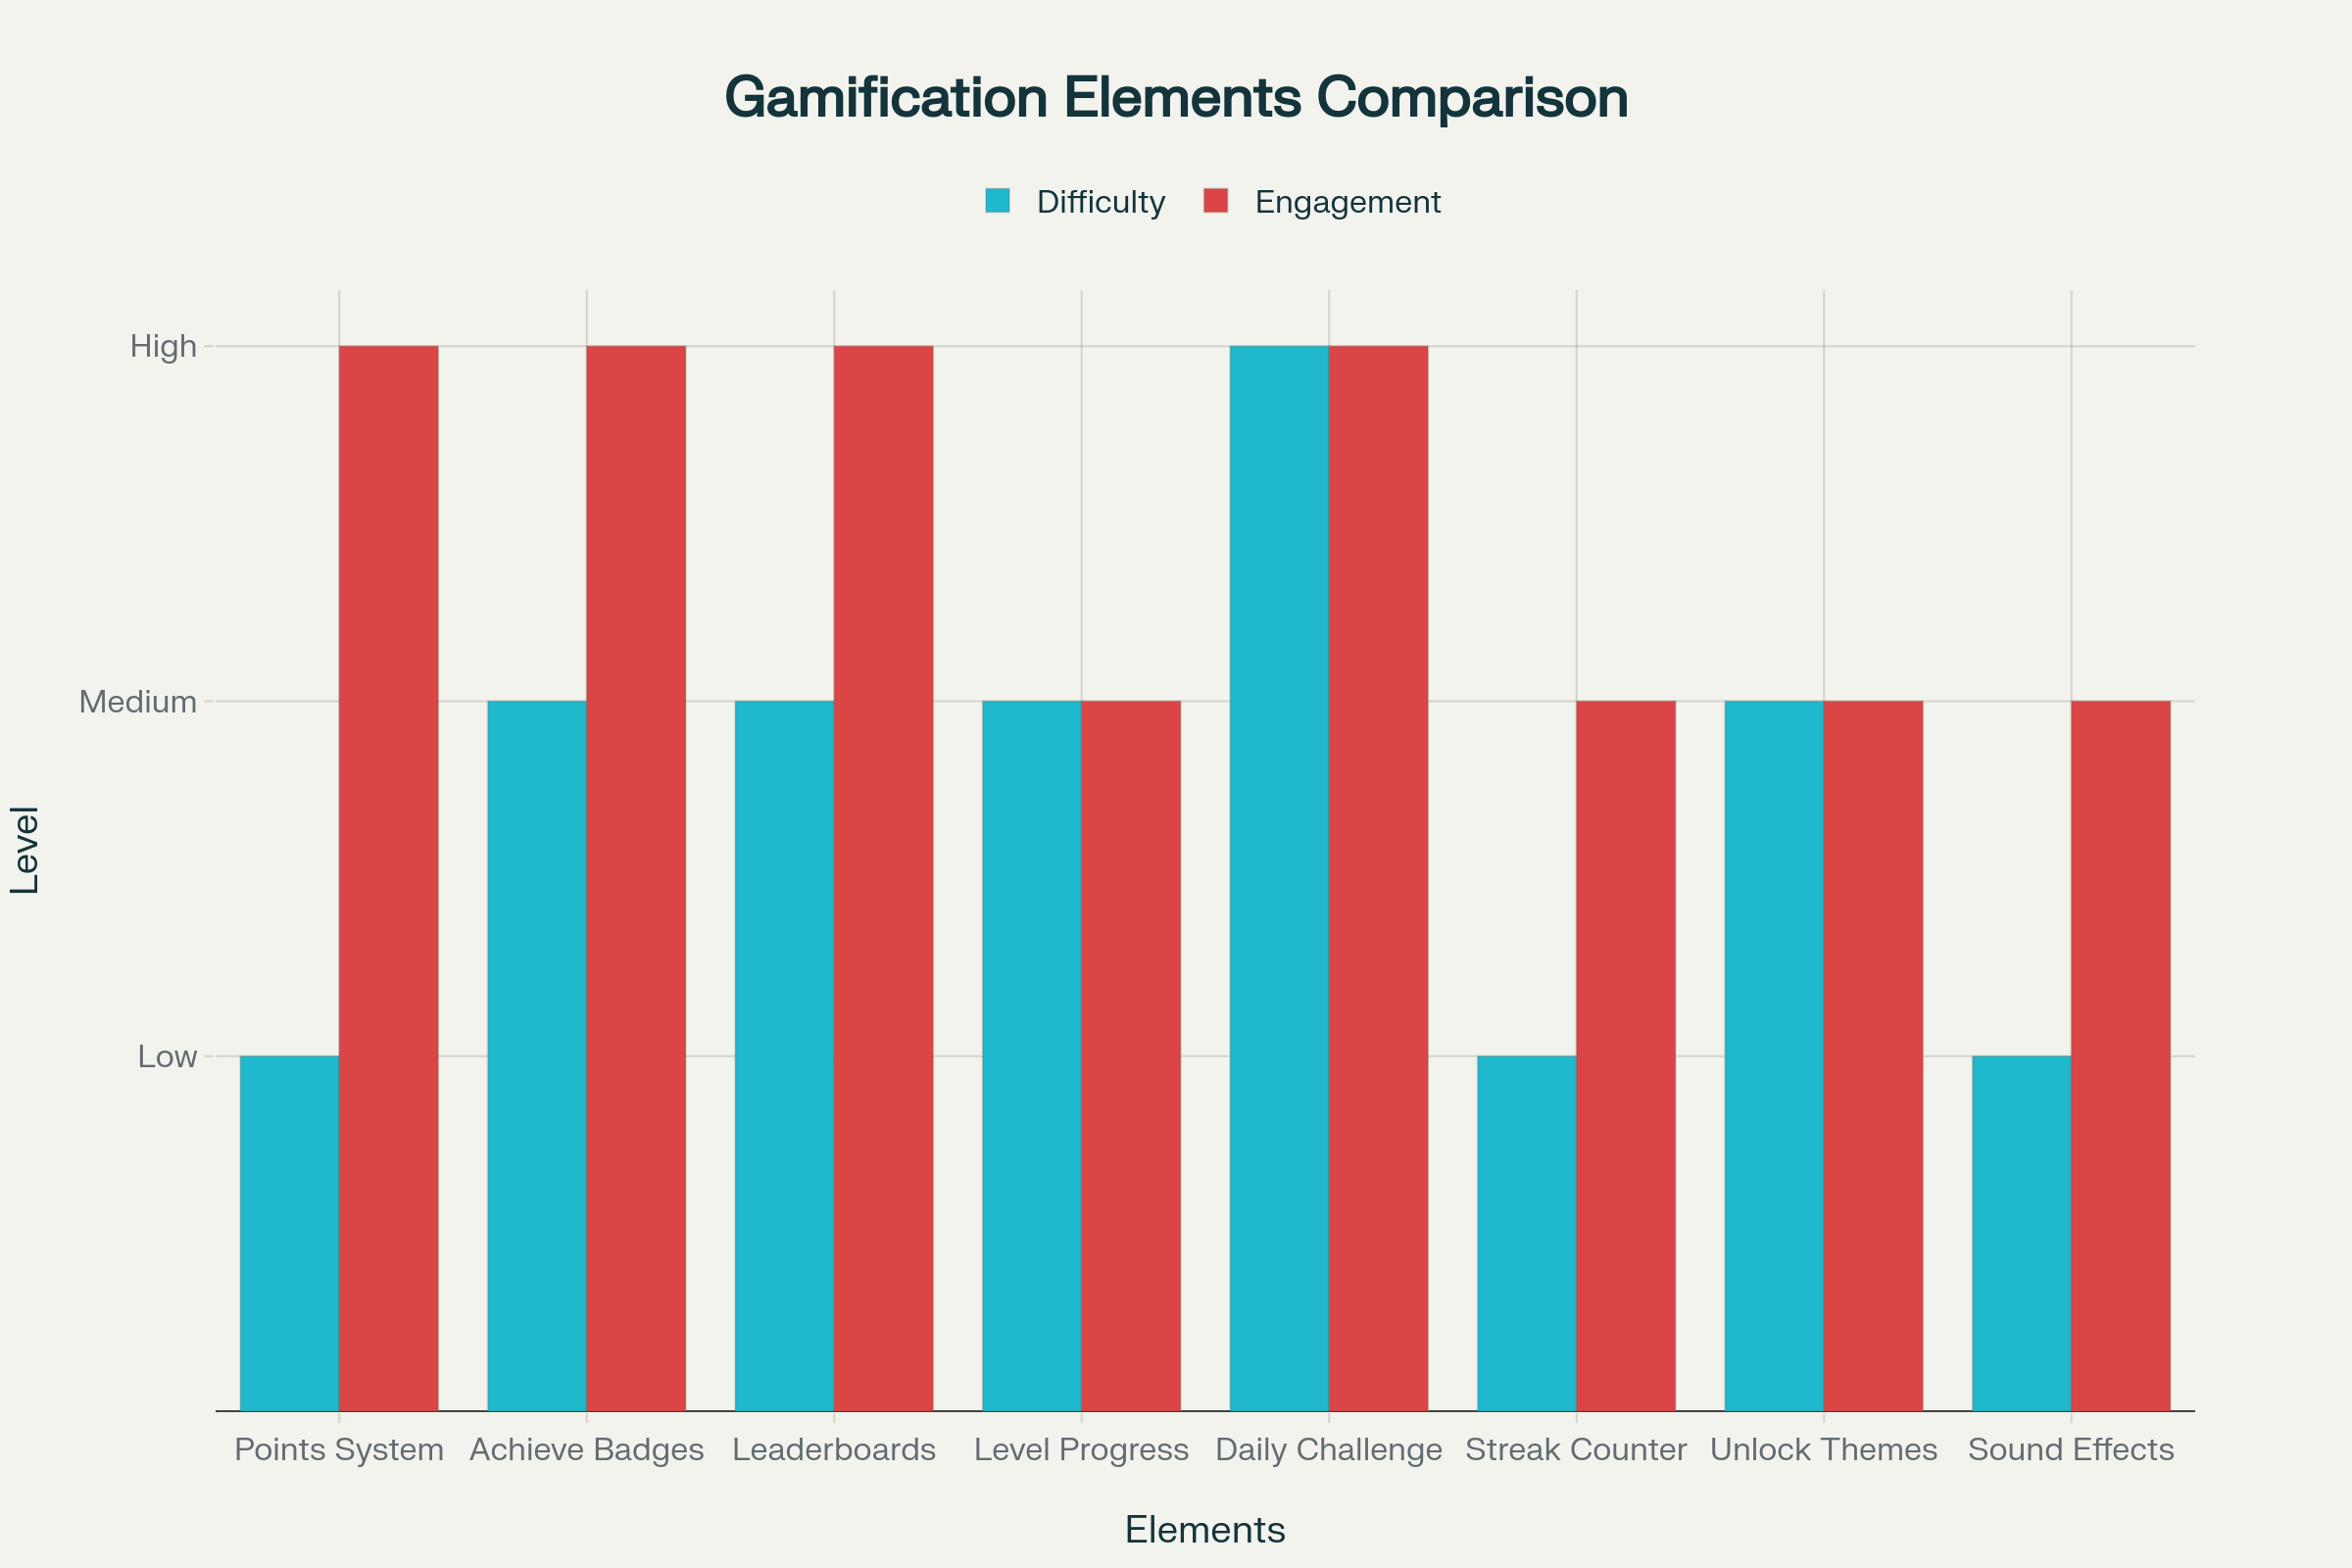 Gamification Elements Comparison
Difficulty Engagement
High
Medium
Low
Level
Points System Achieve Badges Leaderboards Level Progress Daily Challenge Streak Counter Unlock Themes Sound Effects
Elements